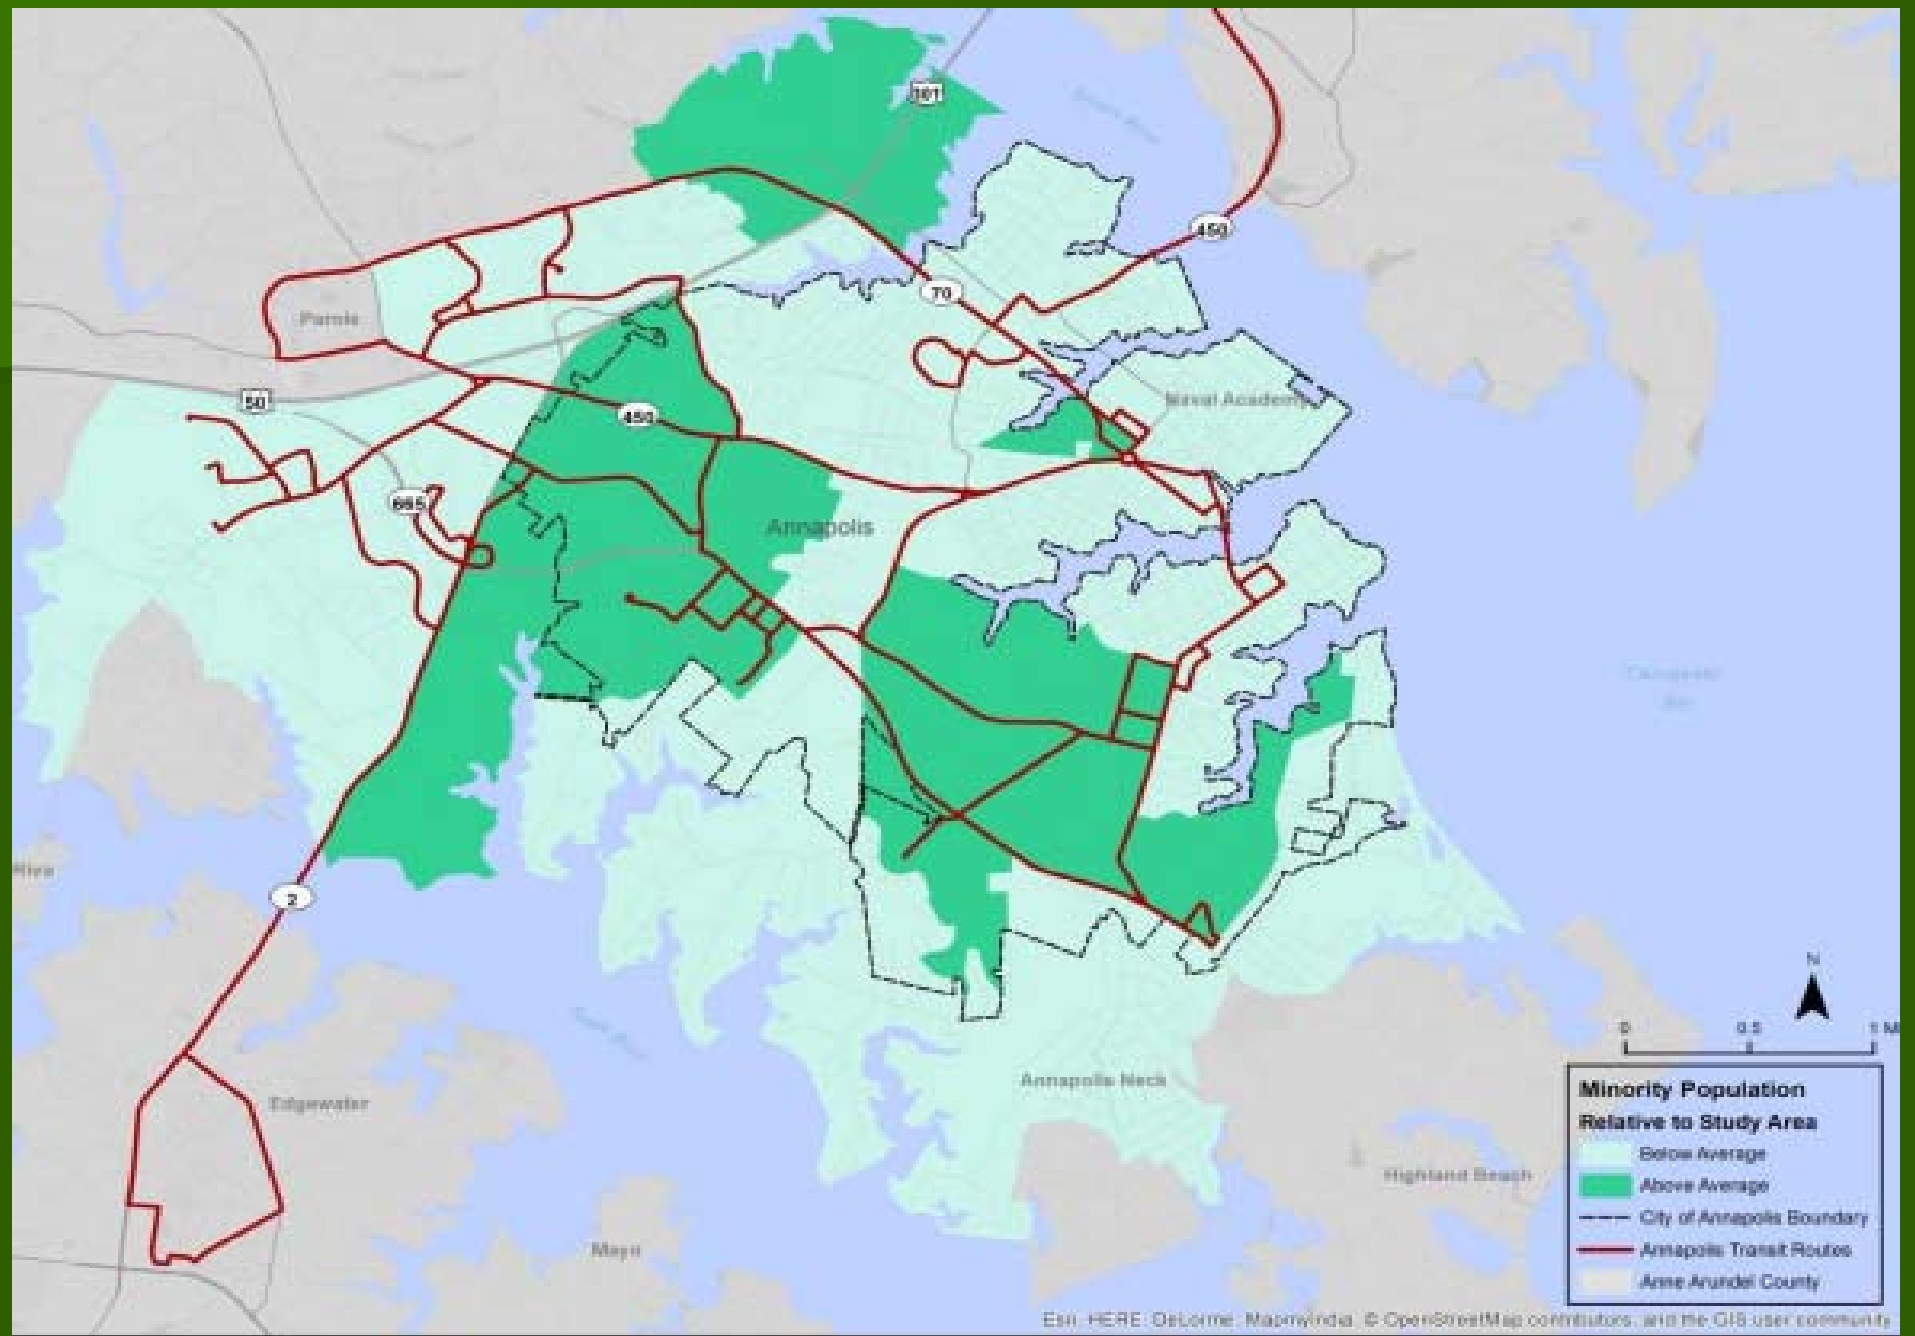 301
450
70
Parole
50
450
Naval Academy
665
Annapolis
Riva
2
Annapolis Neck
Edgewater
Highland Beach
Mayo
N
0 0.5 1 M
Minority Population
Relative to Study Area
Below Average
Above Average
City of Annapolis Boundary
Annapolis Transit Routes
Anne Arundel County
Esri, HERE, DeLorme, MapmyIndia, © OpenStreetMap contributors, and the GIS user community